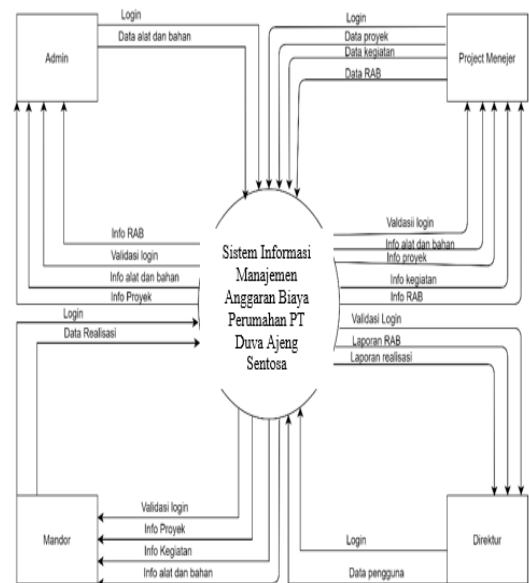 Login
Data alat dan bahan
Admin
Login
Data proyek
Data kegiatan
Data RAB
Project Menejer
Info RAB
Validasi login
Info alat dan bahan
Info Proyek
Login
Data Realisasi
Sistem Informasi
Manajemen
Anggaran Biaya
Perumahan PT
Duva Ajeng
Sentosa
Valdasii login
Info alat dan bahan
Info proyek
Info kegiatan
Info RAB
Validasi Login
Laporan RAB
Laporan realisasi
Mandor
Validasi login
Info Proyek
Info Kegiatan
Info alat dan bahan
Login
Data pengguna
Direktur